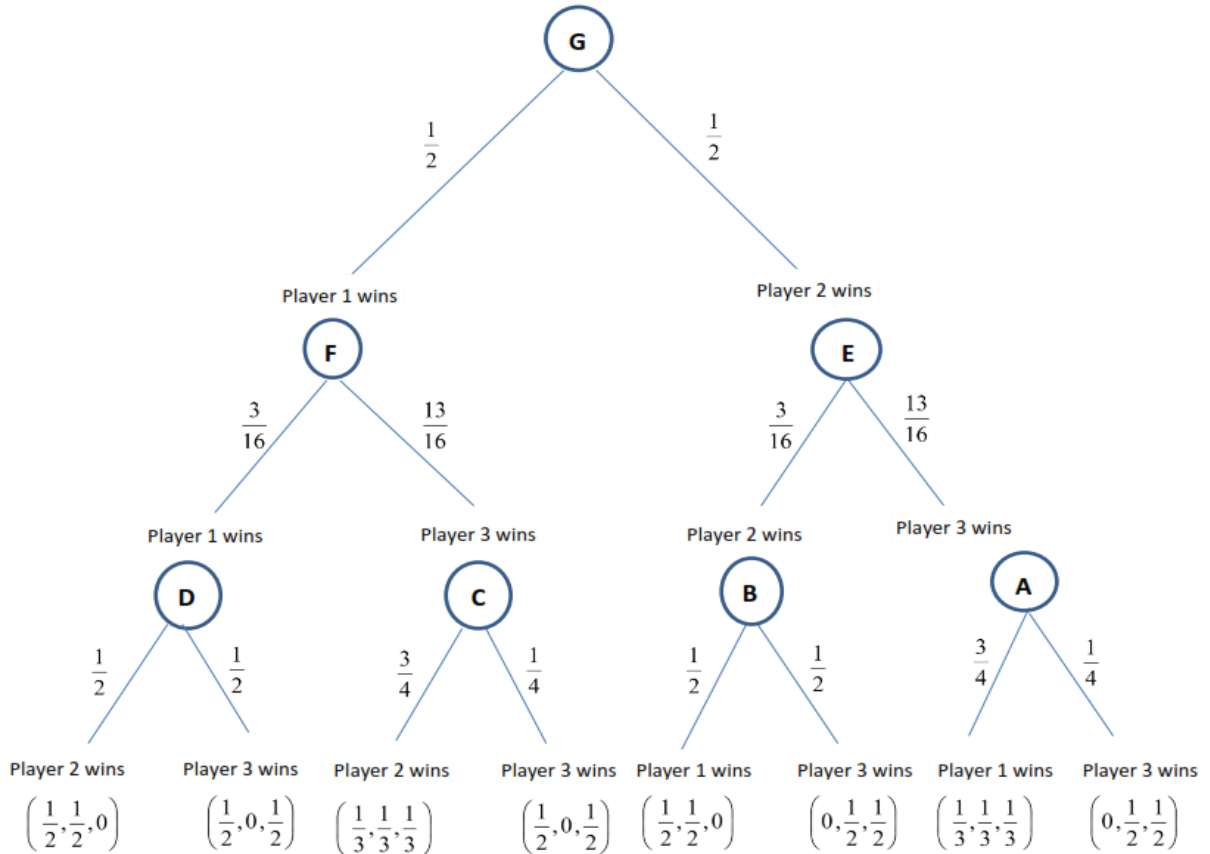 G
1/2 1/2
Player 1 wins Player 2 wins
F E
3/16 13/16 3/16 13/16
Player 1 wins Player 3 wins Player 2 wins Player 3 wins
D C B A
1/2 1/2 3/4 1/4 1/2 1/2 3/4 1/4
Player 2 wins Player 3 wins Player 2 wins Player 3 wins Player 1 wins Player 3 wins Player 1 wins Player 3 wins
(1/2, 1/2, 0) (1/2, 0, 1/2) (1/3, 1/3, 1/3) (1/2, 0, 1/2) (1/2, 1/2, 0) (0, 1/2, 1/2) (1/3, 1/3, 1/3) (0, 1/2, 1/2)